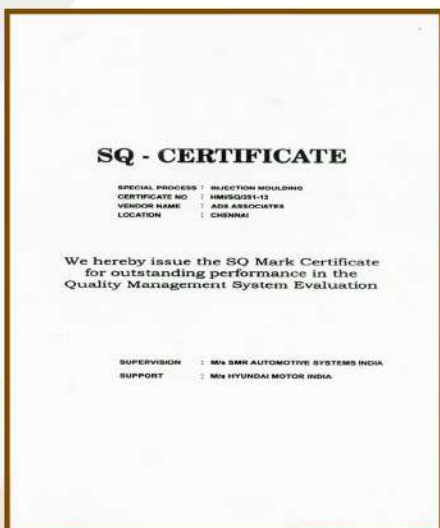 SQ - CERTIFICATE
SPECIAL PROCESS : INJECTION MOULDING
CERTIFICATE NO : HMI/SQ/251-13
VENDOR NAME : ADS ASSOCIATES
LOCATION : CHENNAI
We hereby issue the SQ Mark Certificate
for outstanding performance in the
Quality Management System Evaluation
SUPERVISION : M/s SMR AUTOMOTIVE SYSTEMS INDIA
SUPPORT : M/s HYUNDAI MOTOR INDIA